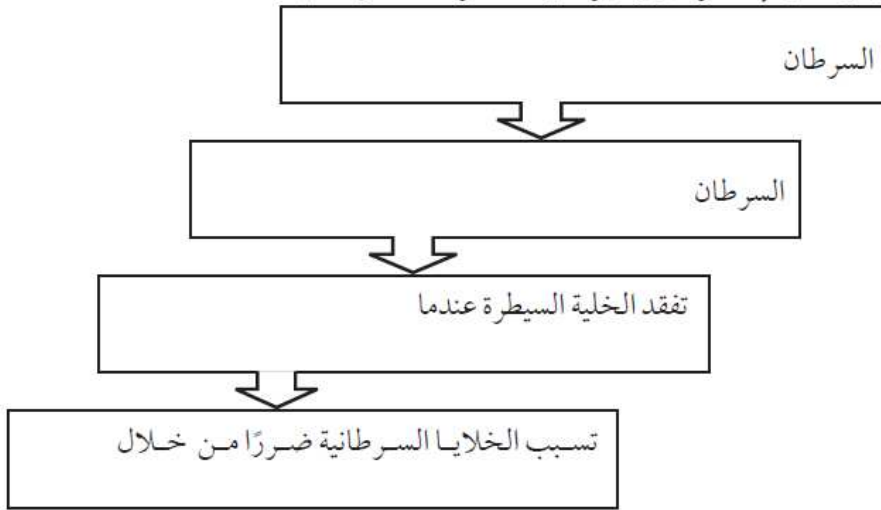 السرطان
السرطان
تفقد الخلية السيطرة عندما
تسبب الخلايا السرطانية ضررًا من خلال